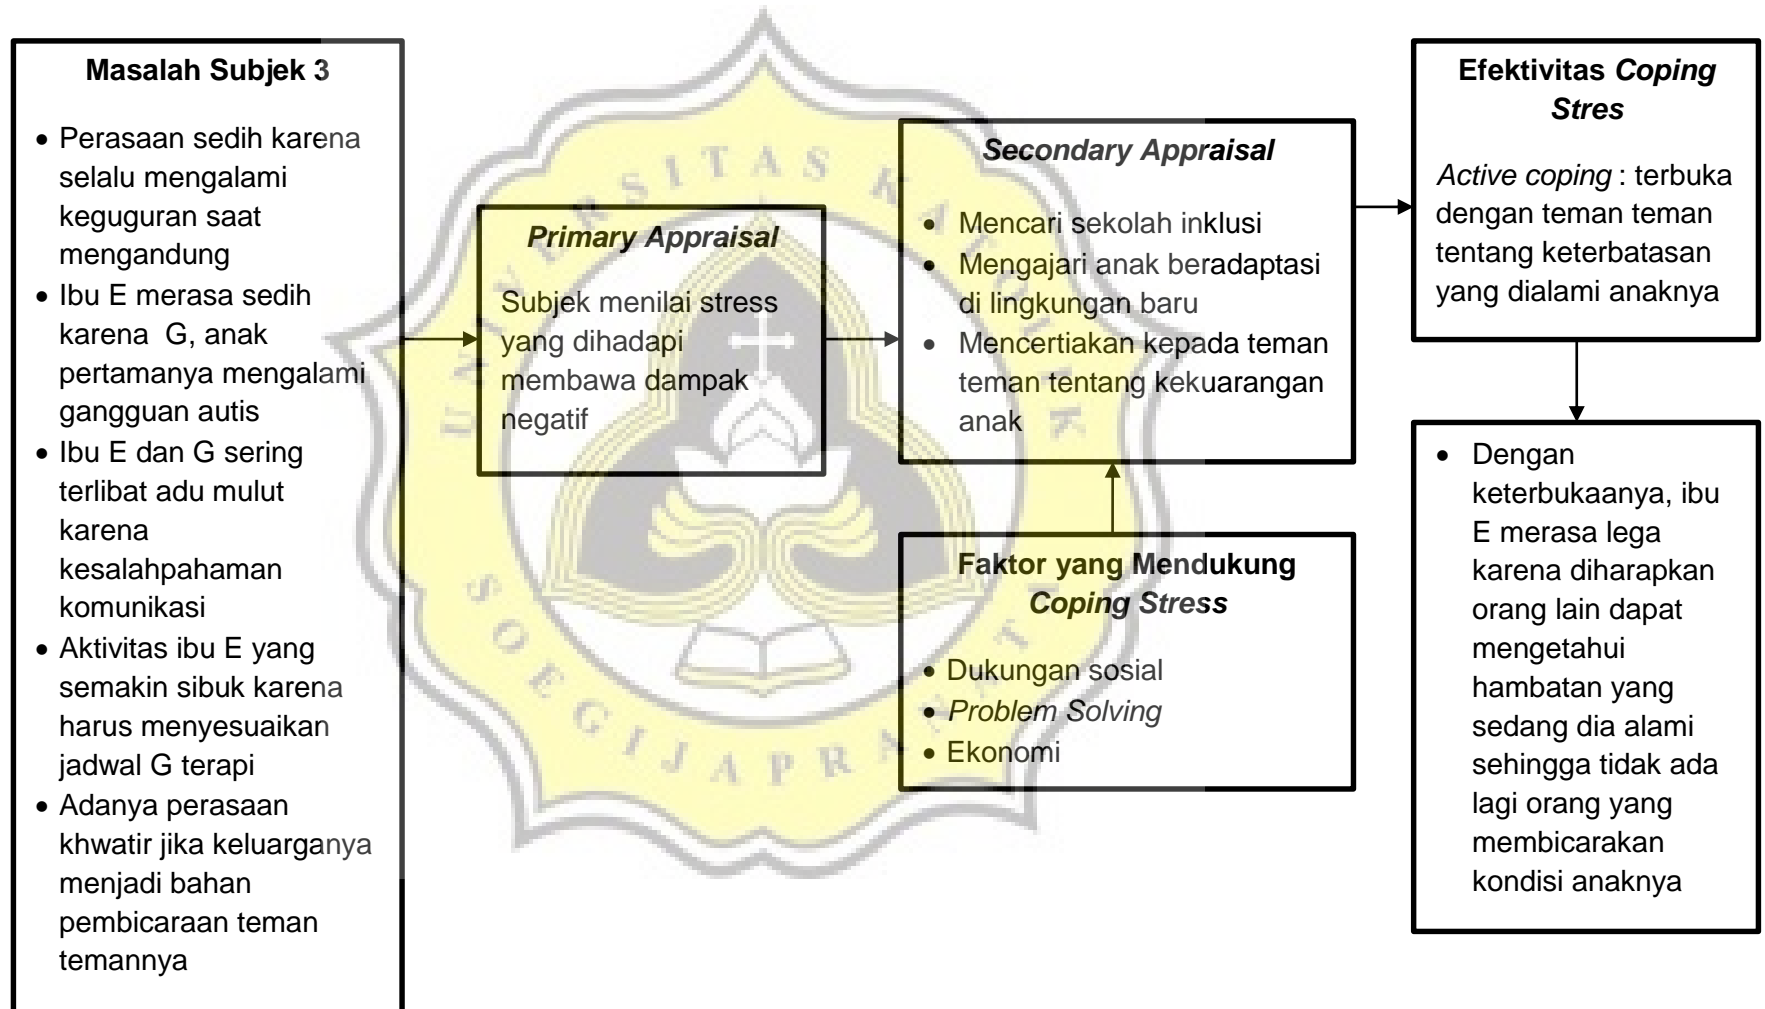 Masalah Subjek 3
• Perasaan sedih karena
selalu mengalami
keguguran saat
mengandung
• Ibu E merasa sedih
karena G, anak
pertamanya mengalami
gangguan autis
• Ibu E dan G sering
terlibat adu mulut
karena
kesalahpahaman
komunikasi
• Aktivitas ibu E yang
semakin sibuk karena
harus menyesuaikan
jadwal G terapi
• Adanya perasaan
khwatir jika keluarganya
menjadi bahan
pembicaraan teman
temannya
Primary Appraisal
Subjek menilai stress
yang dihadapi
membawa dampak
negatif
Secondary Appraisal
• Mencari sekolah inklusi
• Mengajari anak beradaptasi
di lingkungan baru
• Mencertiakan kepada teman
teman tentang kekuarangan
anak
Faktor yang Mendukung
Coping Stress
• Dukungan sosial
• Problem Solving
• Ekonomi
Efektivitas Coping
Stres
Active coping : terbuka
dengan teman teman
tentang keterbatasan
yang dialami anaknya
• Dengan
keterbukaanya, ibu
E merasa lega
karena diharapkan
orang lain dapat
mengetahui
hambatan yang
sedang dia alami
sehingga tidak ada
lagi orang yang
membicarakan
kondisi anaknya
UNIVERSITAS KATOLIK
SOEGIJAPRANATA